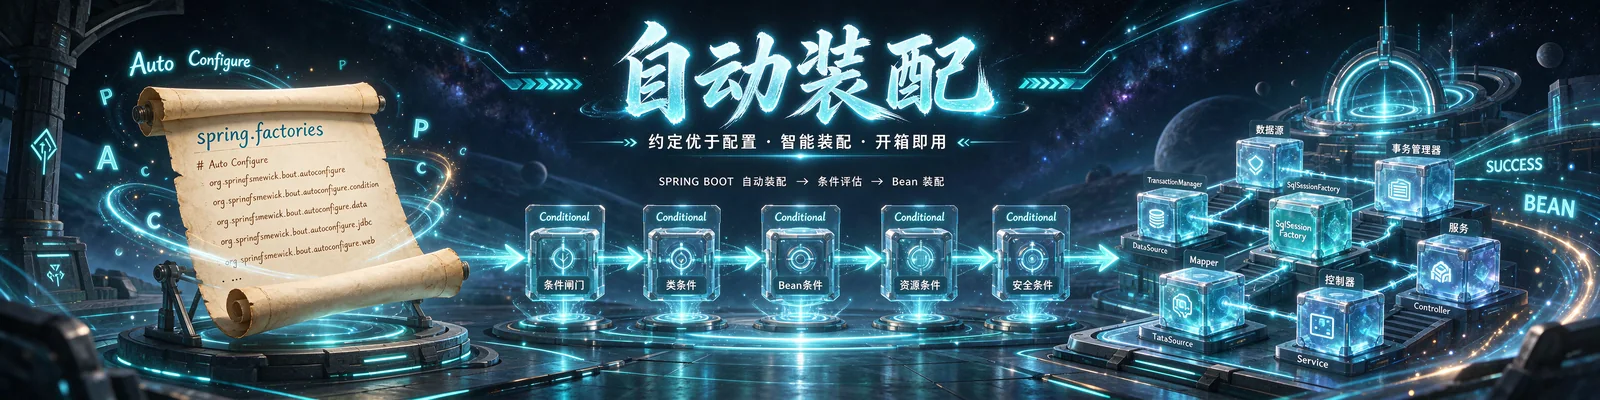 自动装配
约定优于配置 · 智能装配 · 开箱即用
SPRING BOOT 自动装配 → 条件评估 → Bean 装配
Auto Configure
P
P
A
C
C
P
C
C
spring.factories
# Auto Configure
org.springfsmewick.bout.autoconfigure
org.springfsmewick.bout.autoconfigure.condition
org.springfsmewick.bout.autoconfigure.data
org.springfsmewick.bout.autoconfigure.jdbc
org.springfsmewick.bout.autoconfigure.web
...
Conditional
条件闸门
Conditional
类条件
Conditional
Bean条件
Conditional
资源条件
Conditional
安全条件
数据源
事务管理器
TransactionManager
SqlSessionFactory
SqlSession
Factory
DataSource
Mapper
服务
控制器
Controller
TataSource
Service
SUCCESS
BEAN